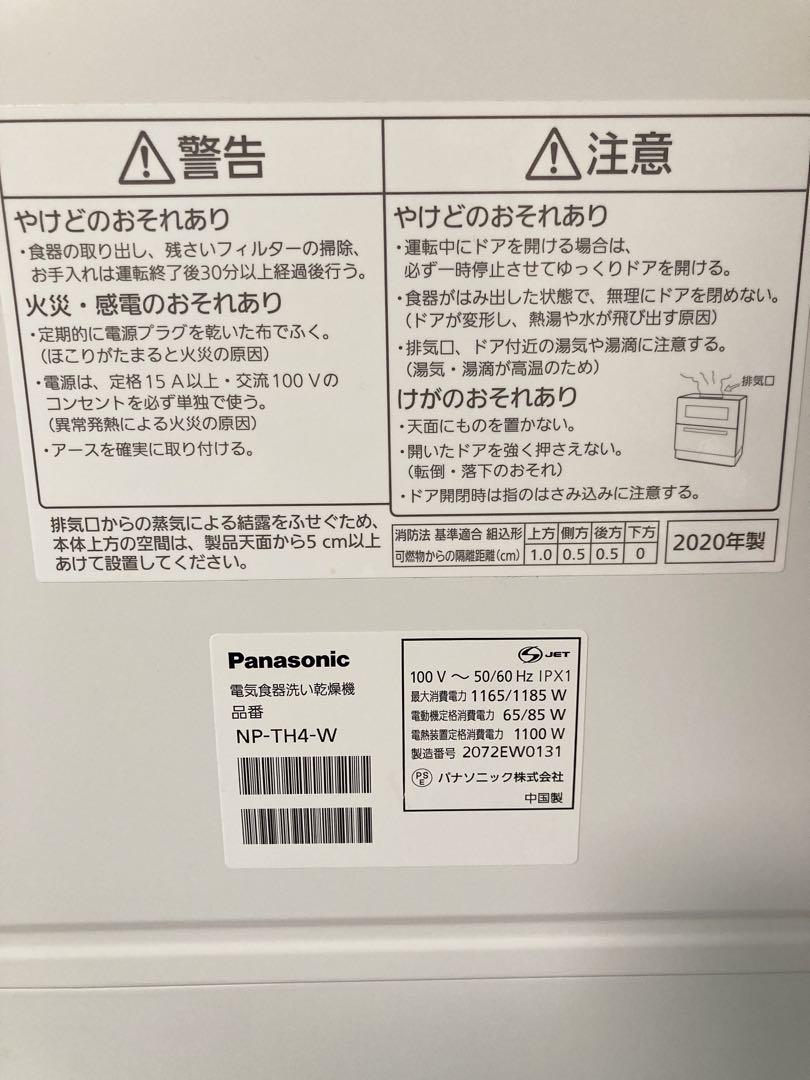 警告
やけどのおそれあり
・食器の取り出し、残さいフィルターの掃除、
お手入れは運転終了後30分以上経過後行う。
火災・感電のおそれあり
・定期的に電源プラグを乾いた布でふく。
（ほこりがたまると火災の原因）
・電源は、定格15 A以上・交流100 Vの
コンセントを必ず単独で使う。
（異常発熱による火災の原因）
・アースを確実に取り付ける。
注意
やけどのおそれあり
・運転中にドアを開ける場合は、
必ず一時停止させてゆっくりドアを開ける。
・食器がはみ出した状態で、無理にドアを閉めない。
（ドアが変形し、熱湯や水が飛び出す原因）
・排気口、ドア付近の湯気や湯滴に注意する。
（湯気・湯滴が高温のため）
排気口
けがのおそれあり
・天面にものを置かない。
・開いたドアを強く押さえない。
（転倒・落下のおそれ）
・ドア開閉時は指のはさみ込みに注意する。
排気口からの蒸気による結露をふせぐため、
本体上方の空間は、製品天面から5 cm以上
あけて設置してください。
消防法 基準適合 組込形 上方 側方 後方 下方
可燃物からの隔離距離(cm) 1.0 0.5 0.5 0
2020年製
Panasonic
電気食器洗い乾燥機
品番
NP-TH4-W
JET
100 V ～ 50/60 Hz IPX1
最大消費電力 1165/1185 W
電動機定格消費電力 65/85 W
電熱装置定格消費電力 1100 W
製造番号 2072EW0131
PSE パナソニック株式会社
中国製